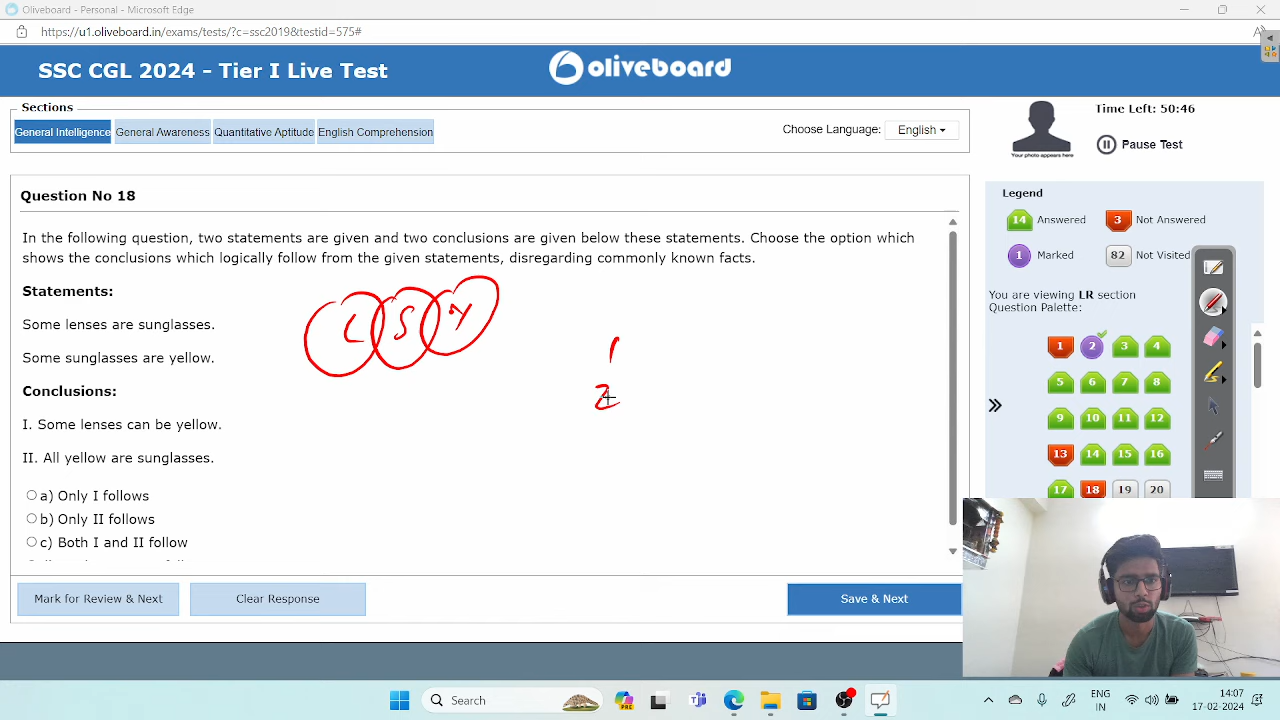 Oliveboard - Personal - Microsoft Edge
https://u1.oliveboard.in/exams/tests/?c=ssc2019&testid=575#
SSC CGL 2024 - Tier I Live Test
oliveboard
Sections
General Intelligence General Awareness Quantitative Aptitude English Comprehension
Choose Language: English
Time Left: 50:46
Your photo appears here
Pause Test
Question No 18
In the following question, two statements are given and two conclusions are given below these statements. Choose the option which
shows the conclusions which logically follow from the given statements, disregarding commonly known facts.
Statements:
Some lenses are sunglasses.
Some sunglasses are yellow.
Conclusions:
I. Some lenses can be yellow.
II. All yellow are sunglasses.
a) Only I follows
b) Only II follows
c) Both I and II follow
L S Y
1
2
Legend
14 Answered 3 Not Answered
1 Marked 82 Not Visited
You are viewing LR section
Question Palette:
1 2 3 4
5 6 7 8
9 10 11 12
13 14 15 16
17 18 19 20
Mark for Review & Next
Clear Response
Save & Next
Search
PRE
ENG
IN
14:07
17-02-2024